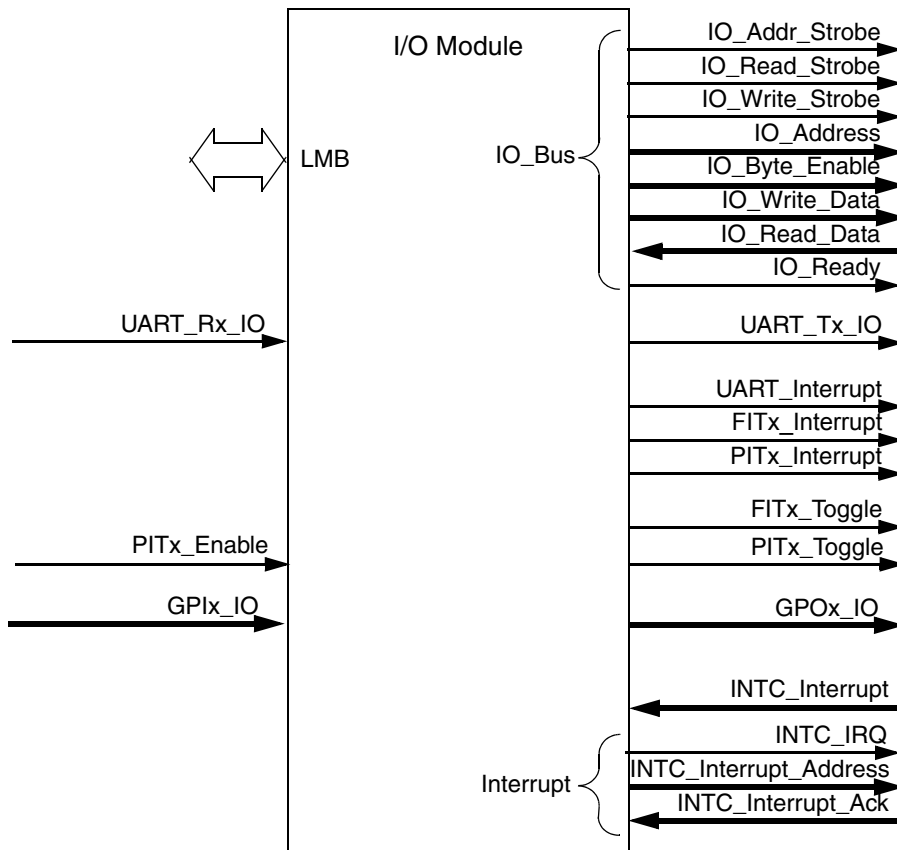 I/O Module
IO_Addr_Strobe
IO_Read_Strobe
IO_Write_Strobe
IO_Address
LMB
IO_Bus
IO_Byte_Enable
IO_Write_Data
IO_Read_Data
IO_Ready
UART_Rx_IO
UART_Tx_IO
UART_Interrupt
FITx_Interrupt
PITx_Interrupt
FITx_Toggle
PITx_Enable
PITx_Toggle
GPIx_IO
GPOx_IO
INTC_Interrupt
INTC_IRQ
Interrupt
INTC_Interrupt_Address
INTC_Interrupt_Ack